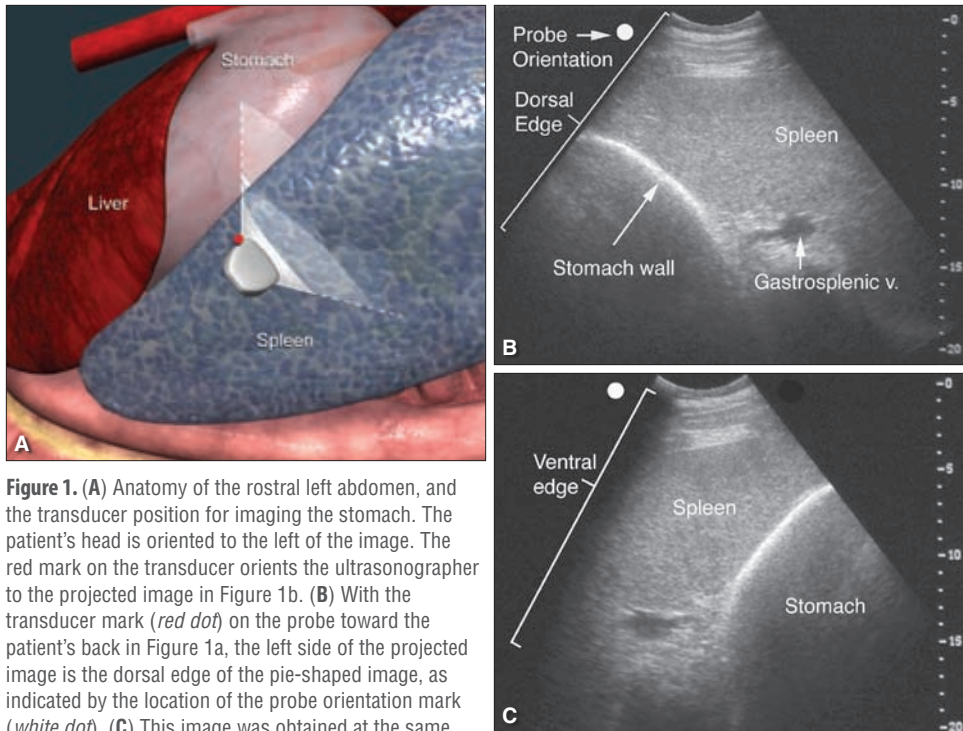 Stomach
Liver
Spleen
A
Probe
Orientation
Dorsal
Edge
Spleen
Stomach wall
Gastrosplenic v.
B
-0
-5
-10
-15
-20
Ventral
edge
Spleen
Stomach
C
-0
-5
-10
-15
-20
Figure 1. (A) Anatomy of the rostral left abdomen, and
the transducer position for imaging the stomach. The
patient's head is oriented to the left of the image. The
red mark on the transducer orients the ultrasonographer
to the projected image in Figure 1b. (B) With the
transducer mark (red dot) on the probe toward the
patient's back in Figure 1a, the left side of the projected
image is the dorsal edge of the pie-shaped image, as
indicated by the location of the probe orientation mark
(white dot). (C) This image was obtained at the same